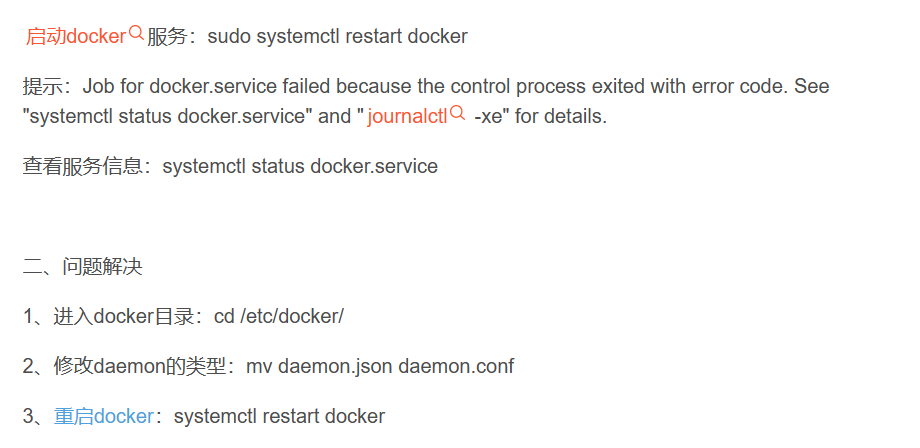 启动docker服务：sudo systemctl restart docker
提示：Job for docker.service failed because the control process exited with error code. See
"systemctl status docker.service" and "journalctl -xe" for details.
查看服务信息：systemctl status docker.service
二、问题解决
1、进入docker目录：cd /etc/docker/
2、修改daemon的类型：mv daemon.json daemon.conf
3、重启docker：systemctl restart docker